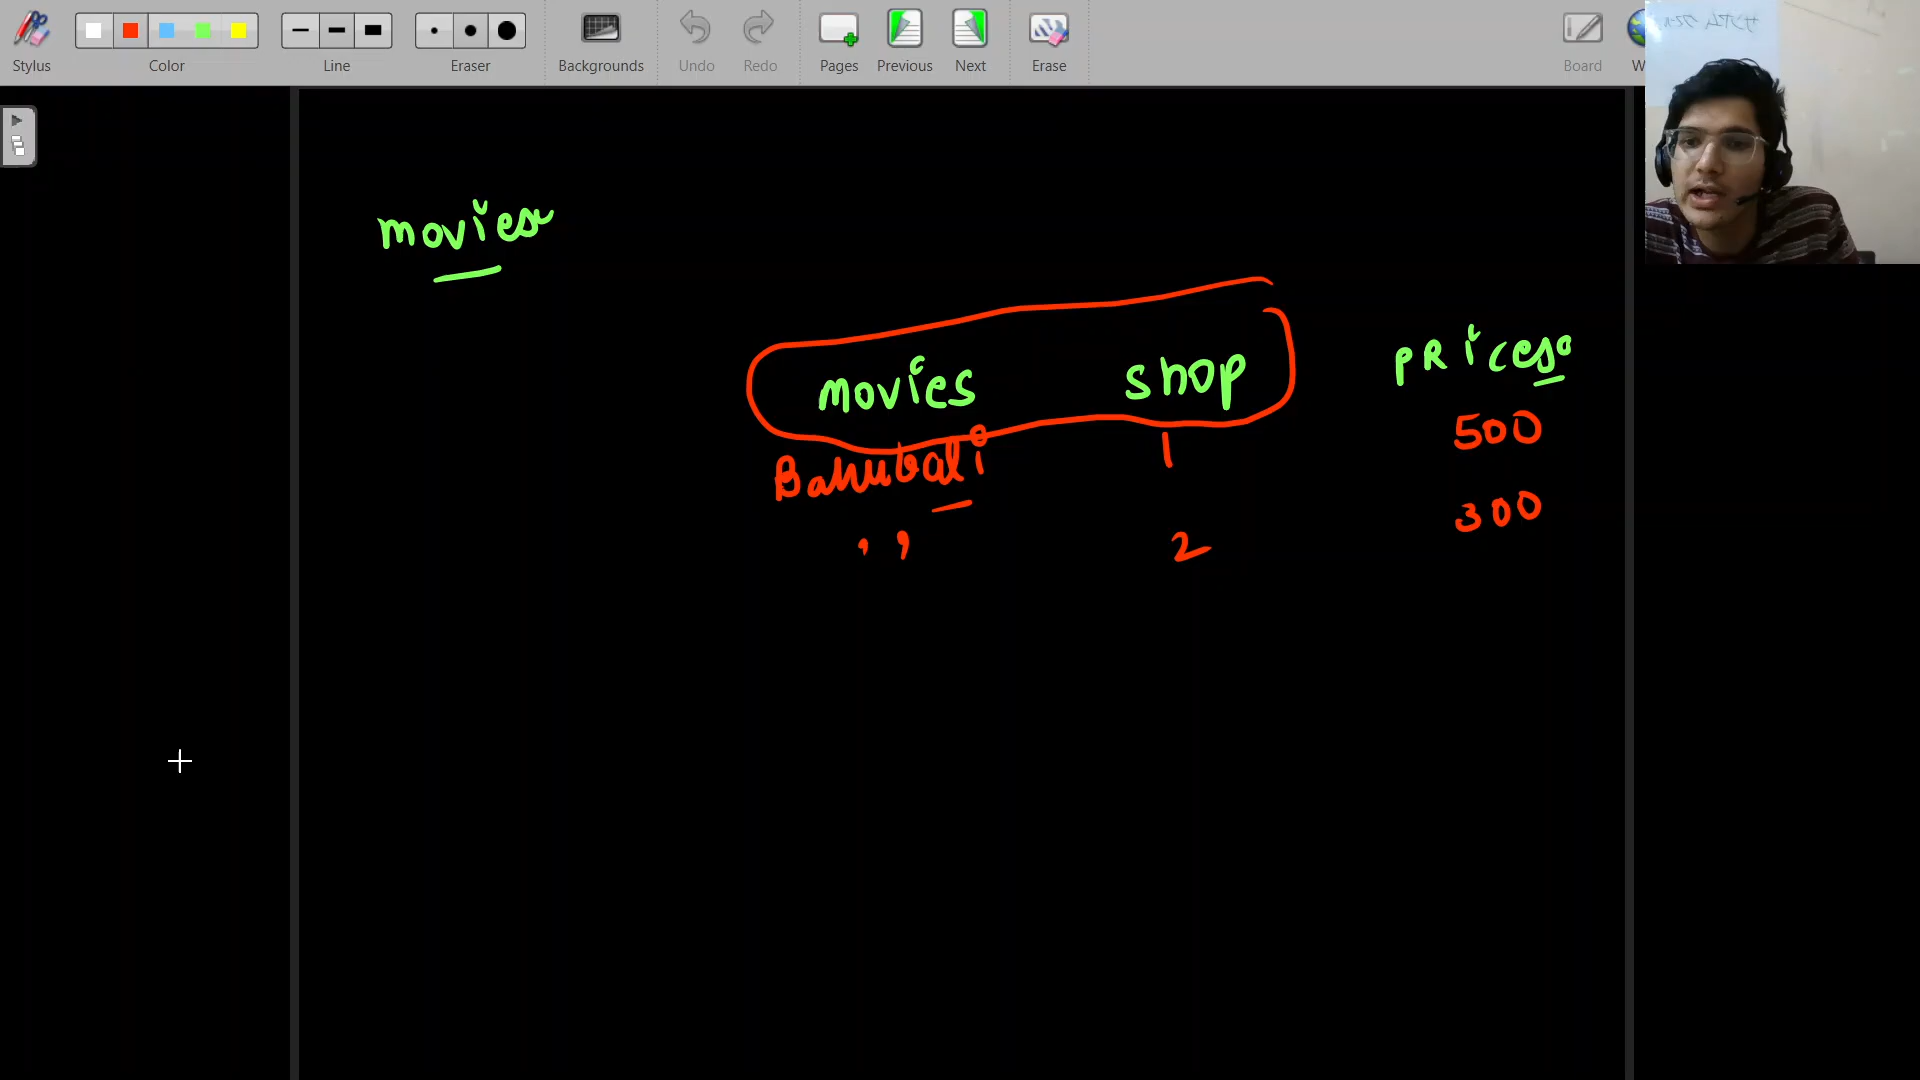 Stylus Color Line Eraser Backgrounds Undo Redo Pages Previous Next Erase Board W
movies
movies shop prices
Bahubali 1 500
,, 2 300